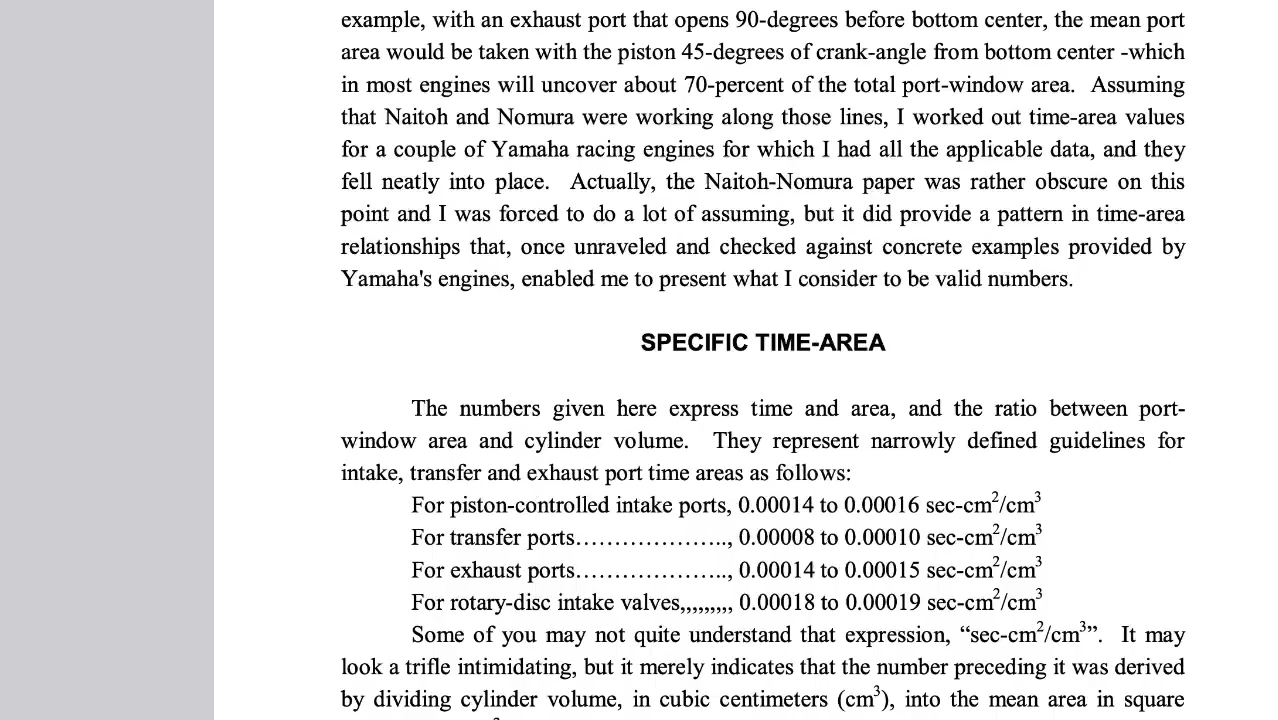 example, with an exhaust port that opens 90-degrees before bottom center, the mean port
area would be taken with the piston 45-degrees of crank-angle from bottom center -which
in most engines will uncover about 70-percent of the total port-window area.  Assuming
that Naitoh and Nomura were working along those lines, I worked out time-area values
for a couple of Yamaha racing engines for which I had all the applicable data, and they
fell neatly into place.  Actually, the Naitoh-Nomura paper was rather obscure on this
point and I was forced to do a lot of assuming, but it did provide a pattern in time-area
relationships that, once unraveled and checked against concrete examples provided by
Yamaha's engines, enabled me to present what I consider to be valid numbers.
SPECIFIC TIME-AREA
The numbers given here express time and area, and the ratio between port-
window area and cylinder volume.  They represent narrowly defined guidelines for
intake, transfer and exhaust port time areas as follows:
For piston-controlled intake ports, 0.00014 to 0.00016 sec-cm²/cm³
For transfer ports………………..., 0.00008 to 0.00010 sec-cm²/cm³
For exhaust ports………………..., 0.00014 to 0.00015 sec-cm²/cm³
For rotary-disc intake valves,,,,,,,,, 0.00018 to 0.00019 sec-cm²/cm³
Some of you may not quite understand that expression, “sec-cm²/cm³”.  It may
look a trifle intimidating, but it merely indicates that the number preceding it was derived
by dividing cylinder volume, in cubic centimeters (cm³), into the mean area in square